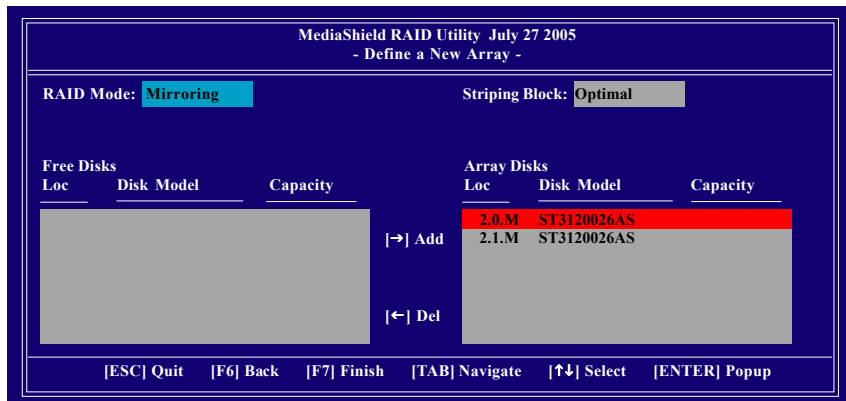 MediaShield RAID Utility July 27 2005
- Define a New Array -
RAID Mode: Mirroring Striping Block: Optimal
Free Disks Array Disks
Loc Disk Model Capacity Loc Disk Model Capacity
2.0.M ST3120026AS
[→] Add 2.1.M ST3120026AS
[←] Del
[ESC] Quit [F6] Back [F7] Finish [TAB] Navigate [↑↓] Select [ENTER] Popup